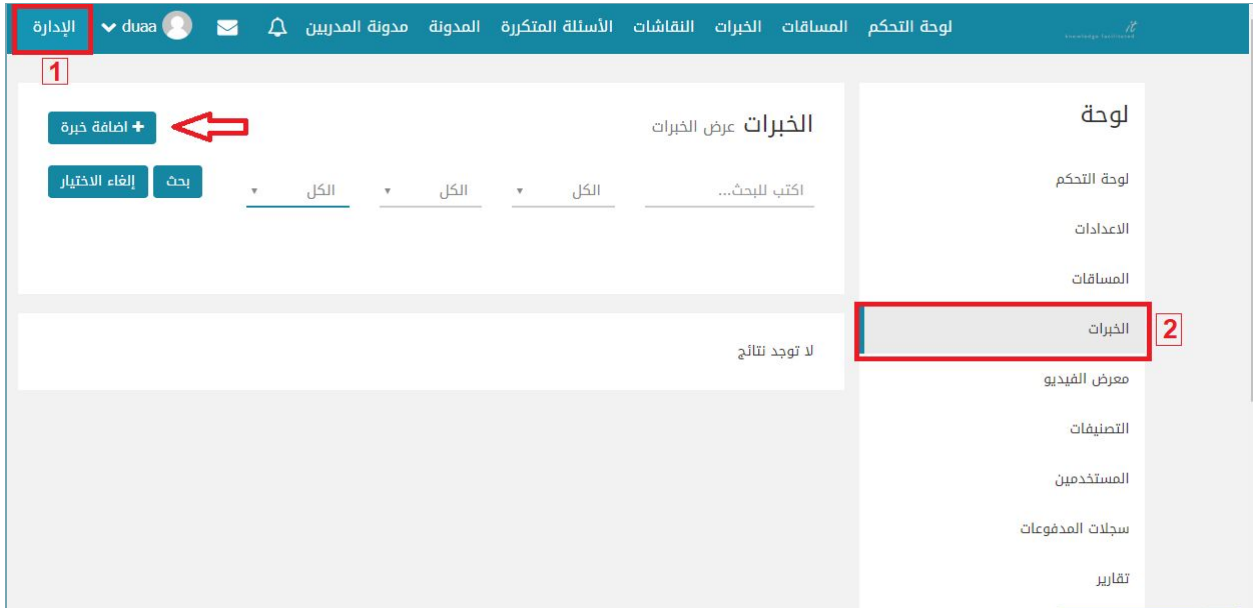 لوحة التحكم المساقات الخبرات النقاشات الأسئلة المتكررة المدونة مدونة المدربين duaa الإدارة
1
لوحة
لوحة التحكم
الاعدادات
المساقات
الخبرات
2
معرض الفيديو
التصنيفات
المستخدمين
سجلات المدفوعات
تقارير
الخبرات عرض الخبرات
+ اضافة خبرة
اكتب للبحث... الكل الكل الكل بحث إلغاء الاختيار
لا توجد نتائج